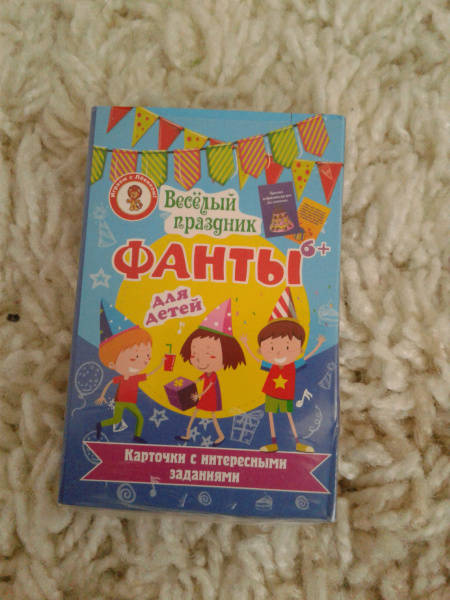 Весёлый
праздник
ФАНТЫ
6+
для
детей
Карточки с интересными
заданиями